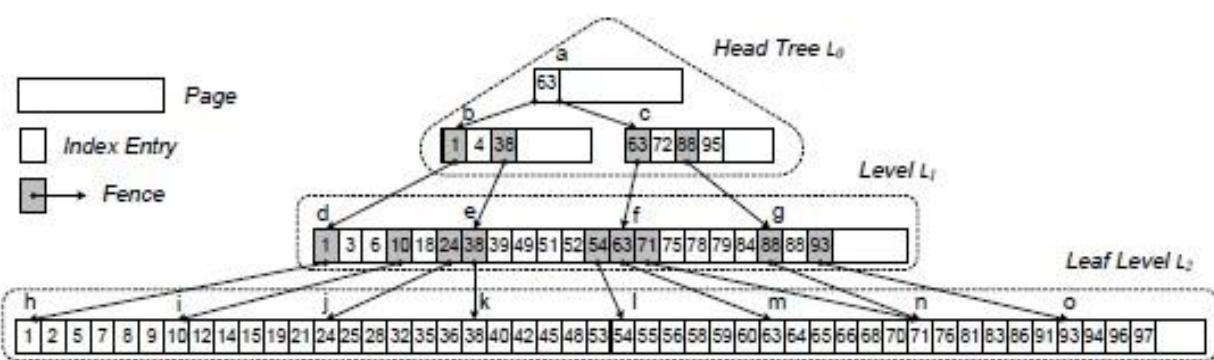 a
Head Tree L0
63
Page
b
c
1 4 38
63 72 88 95
Index Entry
Fence
Level L1
d e f g
1 3 6 10 18 24 38 39 49 51 52 54 63 71 75 78 79 84 88 88 93
Leaf Level L2
h i j k l m n o
1 2 5 7 8 9 10 12 14 15 19 21 24 25 28 32 35 36 38 40 42 45 48 53 54 55 56 58 59 60 63 64 65 66 68 70 71 76 81 83 86 91 93 94 96 97